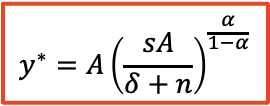 y* = A (sA / (δ + n))^(α / (1−α))